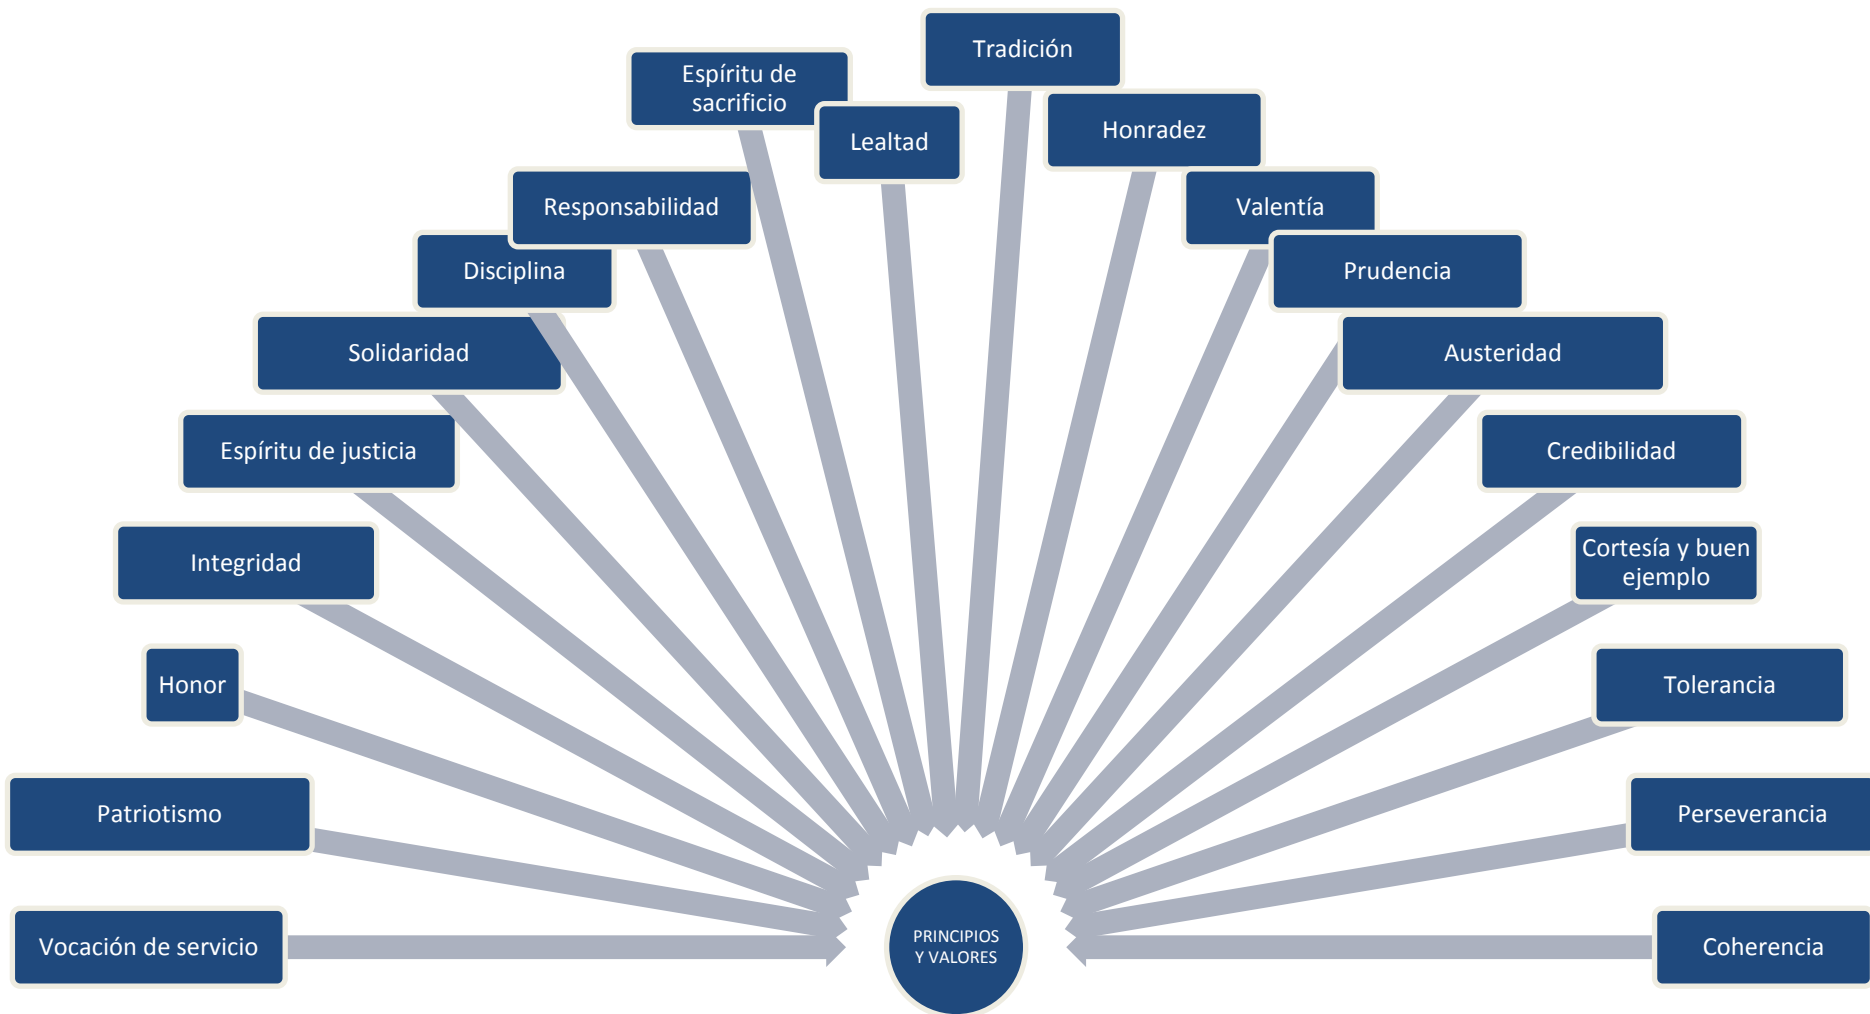 Tradición
Espíritu de
sacrificio
Honradez
Lealtad
Responsabilidad
Valentía
Disciplina
Prudencia
Solidaridad
Austeridad
Espíritu de justicia
Credibilidad
Integridad
Cortesía y buen
ejemplo
Honor
Tolerancia
Patriotismo
Perseverancia
Vocación de servicio
PRINCIPIOS
Y VALORES
Coherencia